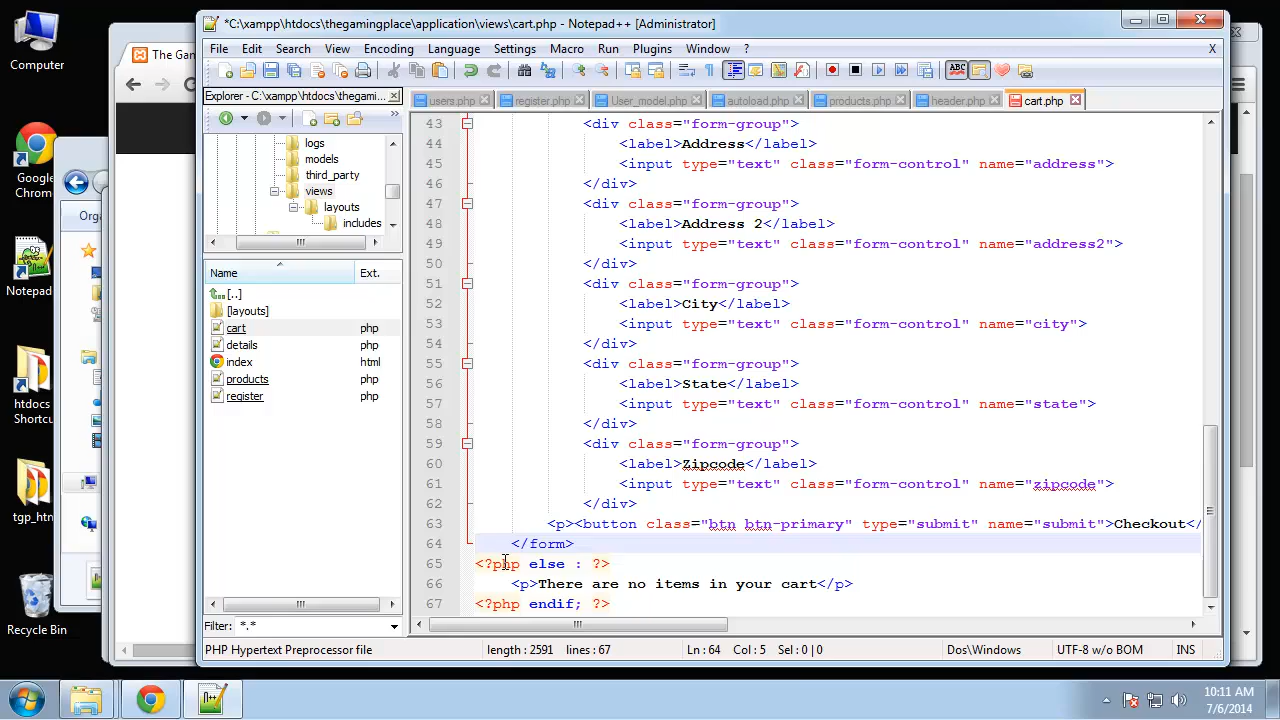 Computer
Google
Chrome
Notepad
htdocs
Shortcu
tgp_htn
Recycle Bin
The Gan
Orga
*C:\xampp\htdocs\thegamingplace\application\views\cart.php - Notepad++ [Administrator]
File Edit Search View Encoding Language Settings Macro Run Plugins Window ? X
Explorer - C:\xampp\htdocs\thegami...
users.php register.php User_model.php autoload.php products.php header.php cart.php
logs
models
third_party
views
layouts
includes
Name Ext.
[..]
[layouts]
cart php
details php
index html
products php
register php
Filter: *.*
43 <div class="form-group">
44 <label>Address</label>
45 <input type="text" class="form-control" name="address">
46 </div>
47 <div class="form-group">
48 <label>Address 2</label>
49 <input type="text" class="form-control" name="address2">
50 </div>
51 <div class="form-group">
52 <label>City</label>
53 <input type="text" class="form-control" name="city">
54 </div>
55 <div class="form-group">
56 <label>State</label>
57 <input type="text" class="form-control" name="state">
58 </div>
59 <div class="form-group">
60 <label>Zipcode</label>
61 <input type="text" class="form-control" name="zipcode">
62 </div>
63 <p><button class="btn btn-primary" type="submit" name="submit">Checkout</
64 </form>
65 <?php else : ?>
66 <p>There are no items in your cart</p>
67 <?php endif; ?>
PHP Hypertext Preprocessor file length : 2591 lines : 67 Ln : 64 Col : 5 Sel : 0 | 0 Dos\Windows UTF-8 w/o BOM INS
10:11 AM
7/6/2014